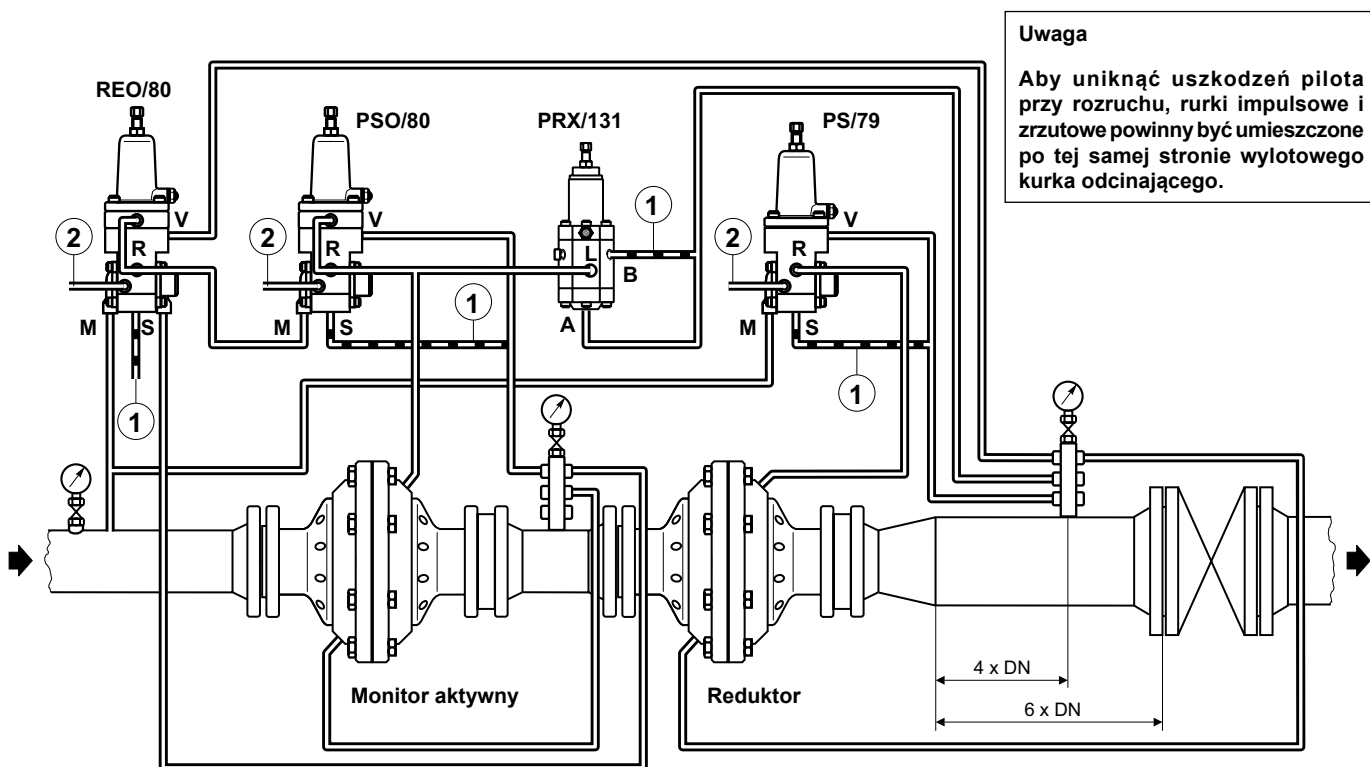 Uwaga
Aby uniknąć uszkodzeń pilota
przy rozruchu, rurki impulsowe i
zrzutowe powinny być umieszczone
po tej samej stronie wylotowego
kurka odcinającego.
REO/80
PSO/80
PRX/131
PS/79
V
V
V
1
2
R
2
R
L
B
2
R
M
S
M
S
1
A
M
S
1
1
Monitor aktywny
Reduktor
4 x DN
6 x DN